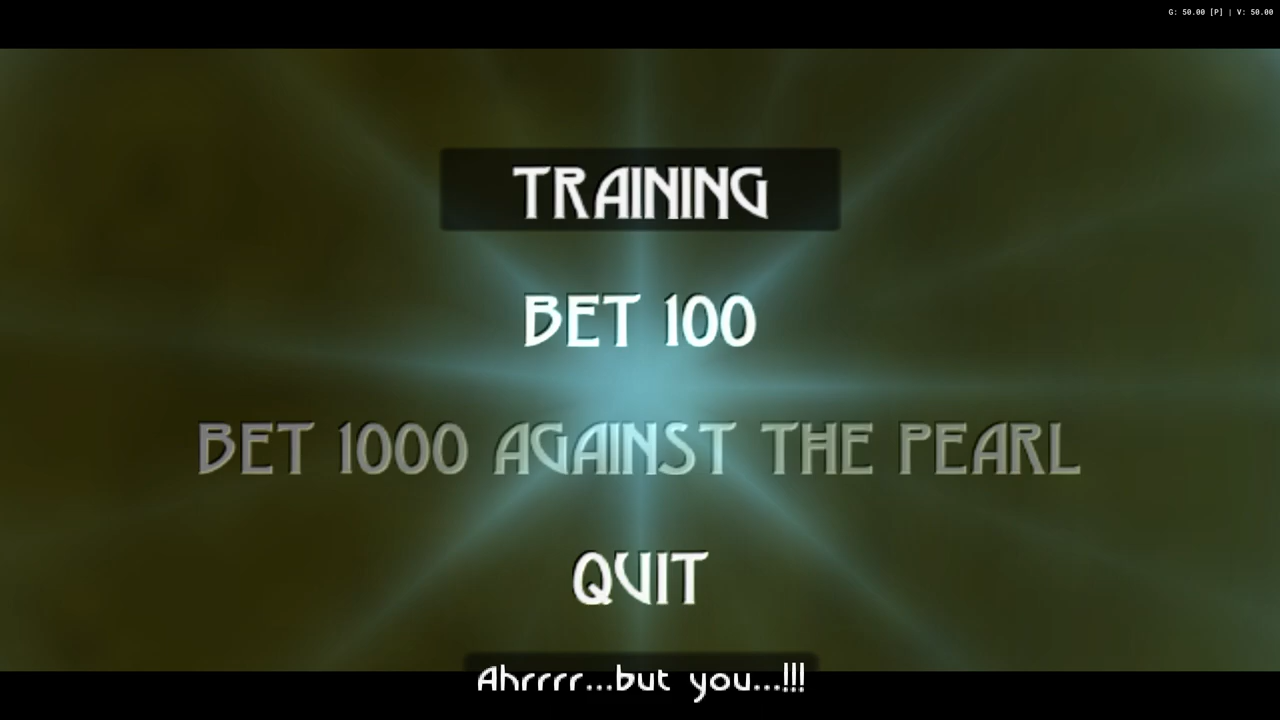 G: 50.00 [P] | V: 50.00
TRAINING
BET 100
BET 1000 AGAINST THE PEARL
QUIT
Ahrrrr...but you...!!!